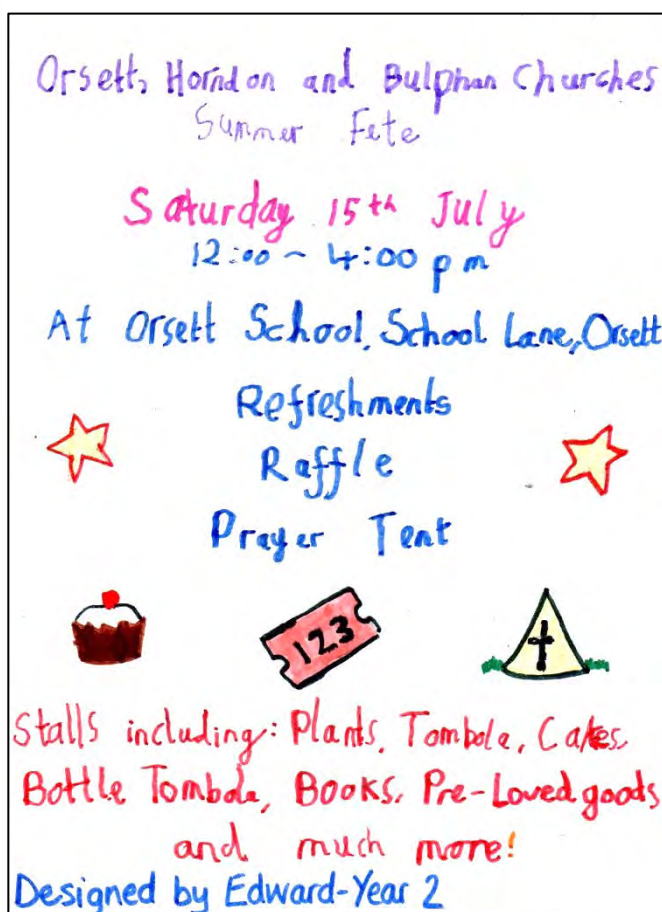 Orsett, Horndon and Bulphan Churches
Summer Fete
Saturday 15th July
12:00 ~ 4:00 pm
At Orsett School, School Lane, Orsett
Refreshments
Raffle
Prayer Tent
123
Stalls including: Plants, Tombola, Cakes,
Bottle Tombola, Books, Pre-Loved goods
and much more!
Designed by Edward-Year 2